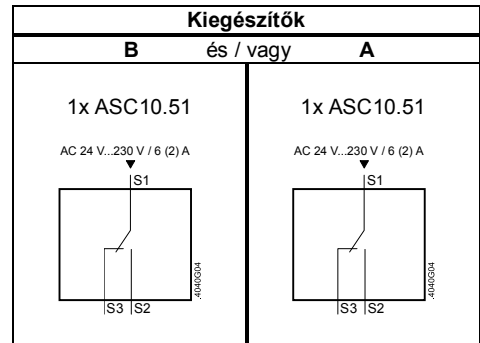 Kiegészítők
B és / vagy A
1x ASC10.51 1x ASC10.51
AC 24 V...230 V / 6 (2) A AC 24 V...230 V / 6 (2) A
S1 S1
.4040G04 .4040G04
S3 S2 S3 S2